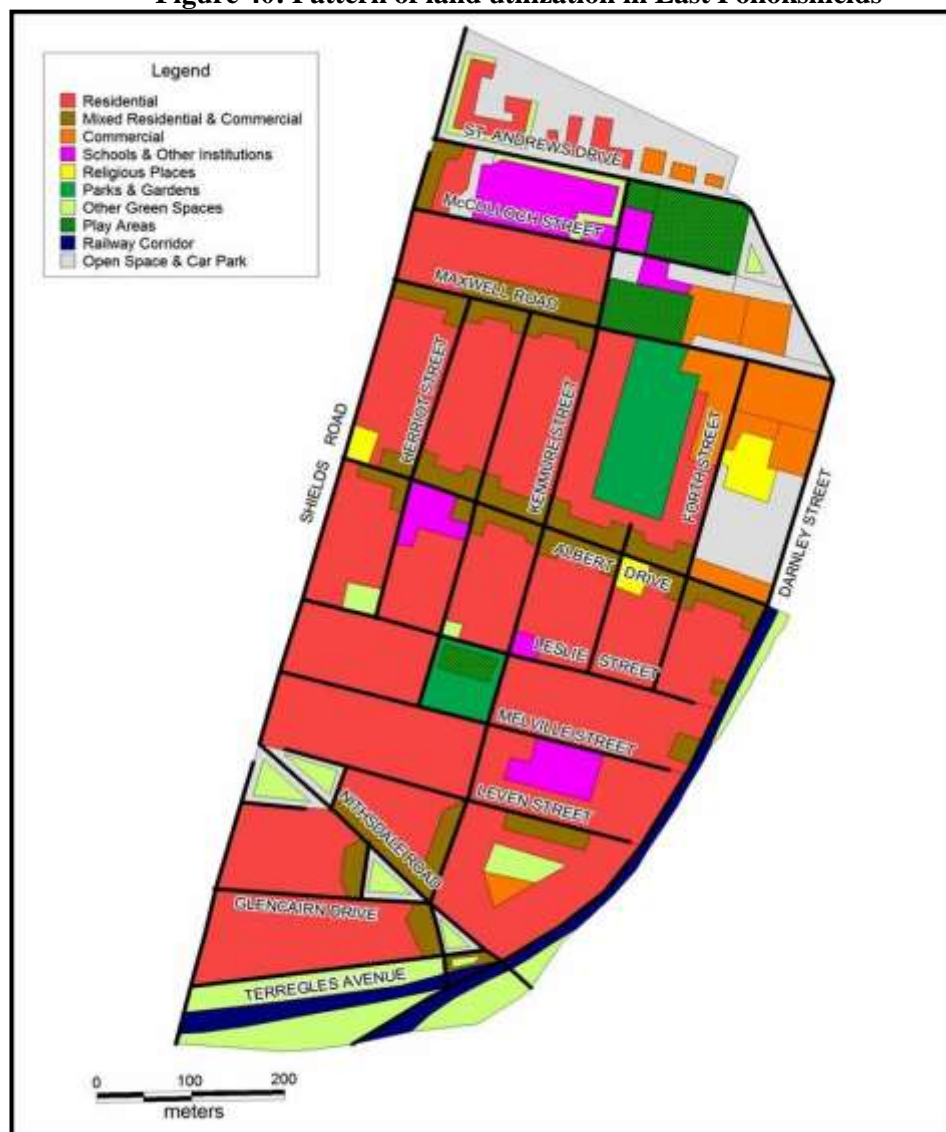 Figure 40: Pattern of land utilization in East Pollokshields
Legend
Residential
Mixed Residential & Commercial
Commercial
Schools & Other Institutions
Religious Places
Parks & Gardens
Other Green Spaces
Play Areas
Railway Corridor
Open Space & Car Park
ST. ANDREWS DRIVE
McCULLOCH STREET
MAXWELL ROAD
HERRIOT STREET
KENMURE STREET
FORTH STREET
SHIELDS ROAD
DARNLEY STREET
ALBERT DRIVE
LESLIE STREET
MELVILLE STREET
LEVEN STREET
NITHSDALE ROAD
GLENCAIRN DRIVE
TERREGLES AVENUE
0 100 200
meters